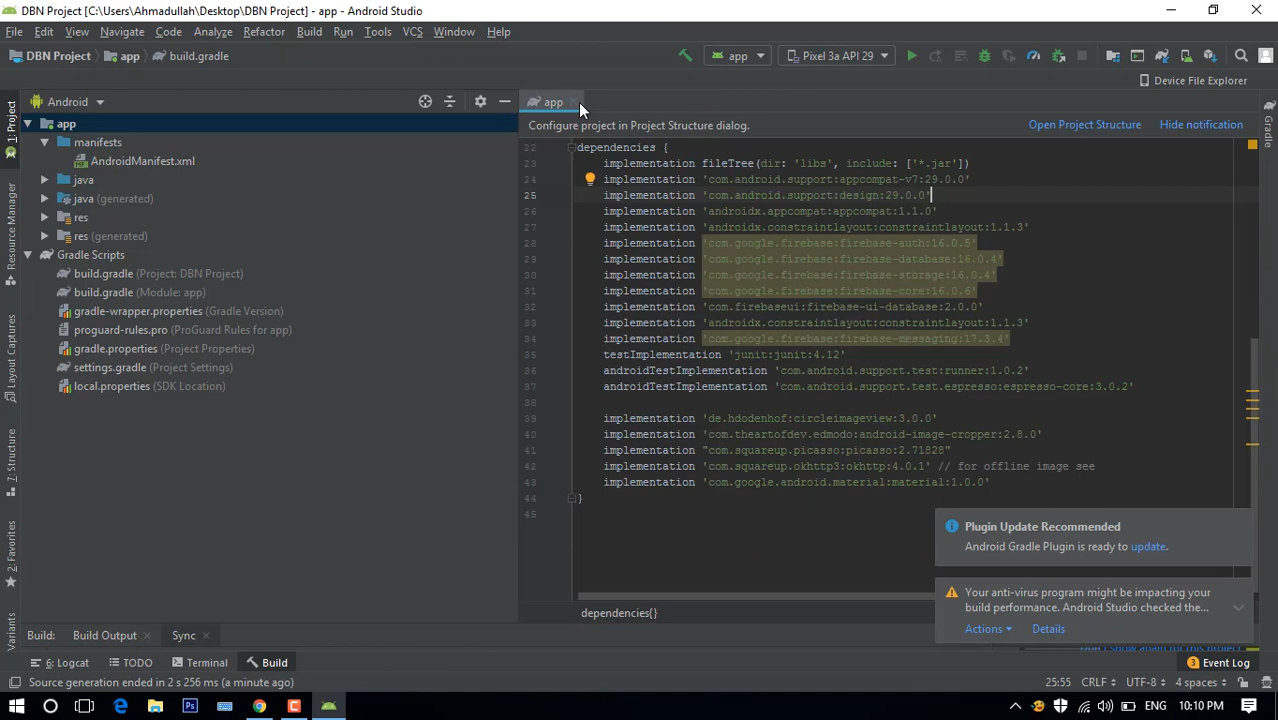 DBN Project [C:\Users\Ahmadullah\Desktop\DBN Project] - app - Android Studio
File Edit View Navigate Code Analyze Refactor Build Run Tools VCS Window Help
DBN Project app build.gradle app Pixel 3a API 29
Device File Explorer
Android
app
Configure project in Project Structure dialog. Open Project Structure Hide notification
app
manifests
AndroidManifest.xml
java
java (generated)
res
res (generated)
Gradle Scripts
build.gradle (Project: DBN Project)
build.gradle (Module: app)
gradle-wrapper.properties (Gradle Version)
proguard-rules.pro (ProGuard Rules for app)
gradle.properties (Project Properties)
settings.gradle (Project Settings)
local.properties (SDK Location)
1: Project
Resource Manager
Layout Captures
7: Structure
2: Favorites
Variants
Gradle
22 dependencies {
23 implementation fileTree(dir: 'libs', include: ['*.jar'])
24 implementation 'com.android.support:appcompat-v7:29.0.0'
25 implementation 'com.android.support:design:29.0.0'
26 implementation 'androidx.appcompat:appcompat:1.1.0'
27 implementation 'androidx.constraintlayout:constraintlayout:1.1.3'
28 implementation 'com.google.firebase:firebase-auth:16.0.5'
29 implementation 'com.google.firebase:firebase-database:16.0.4'
30 implementation 'com.google.firebase:firebase-storage:16.0.4'
31 implementation 'com.google.firebase:firebase-core:16.0.6'
32 implementation 'com.firebaseui:firebase-ui-database:2.0.0'
33 implementation 'androidx.constraintlayout:constraintlayout:1.1.3'
34 implementation 'com.google.firebase:firebase-messaging:17.3.4'
35 testImplementation 'junit:junit:4.12'
36 androidTestImplementation 'com.android.support.test:runner:1.0.2'
37 androidTestImplementation 'com.android.support.test.espresso:espresso-core:3.0.2'
38
39 implementation 'de.hdodenhof:circleimageview:3.0.0'
40 implementation 'com.theartofdev.edmodo:android-image-cropper:2.8.0'
41 implementation "com.squareup.picasso:picasso:2.71828"
42 implementation 'com.squareup.okhttp3:okhttp:4.0.1' // for offline image see
43 implementation 'com.google.android.material:material:1.0.0'
44 }
45
Plugin Update Recommended
Android Gradle Plugin is ready to update.
Your anti-virus program might be impacting your
build performance. Android Studio checked the...
Actions Details
dependencies{}
Build: Build Output Sync
6: Logcat TODO Terminal Build 3 Event Log
Source generation ended in 2 s 256 ms (a minute ago) 25:55 CRLF UTF-8 4 spaces
Ps ENG 10:10 PM